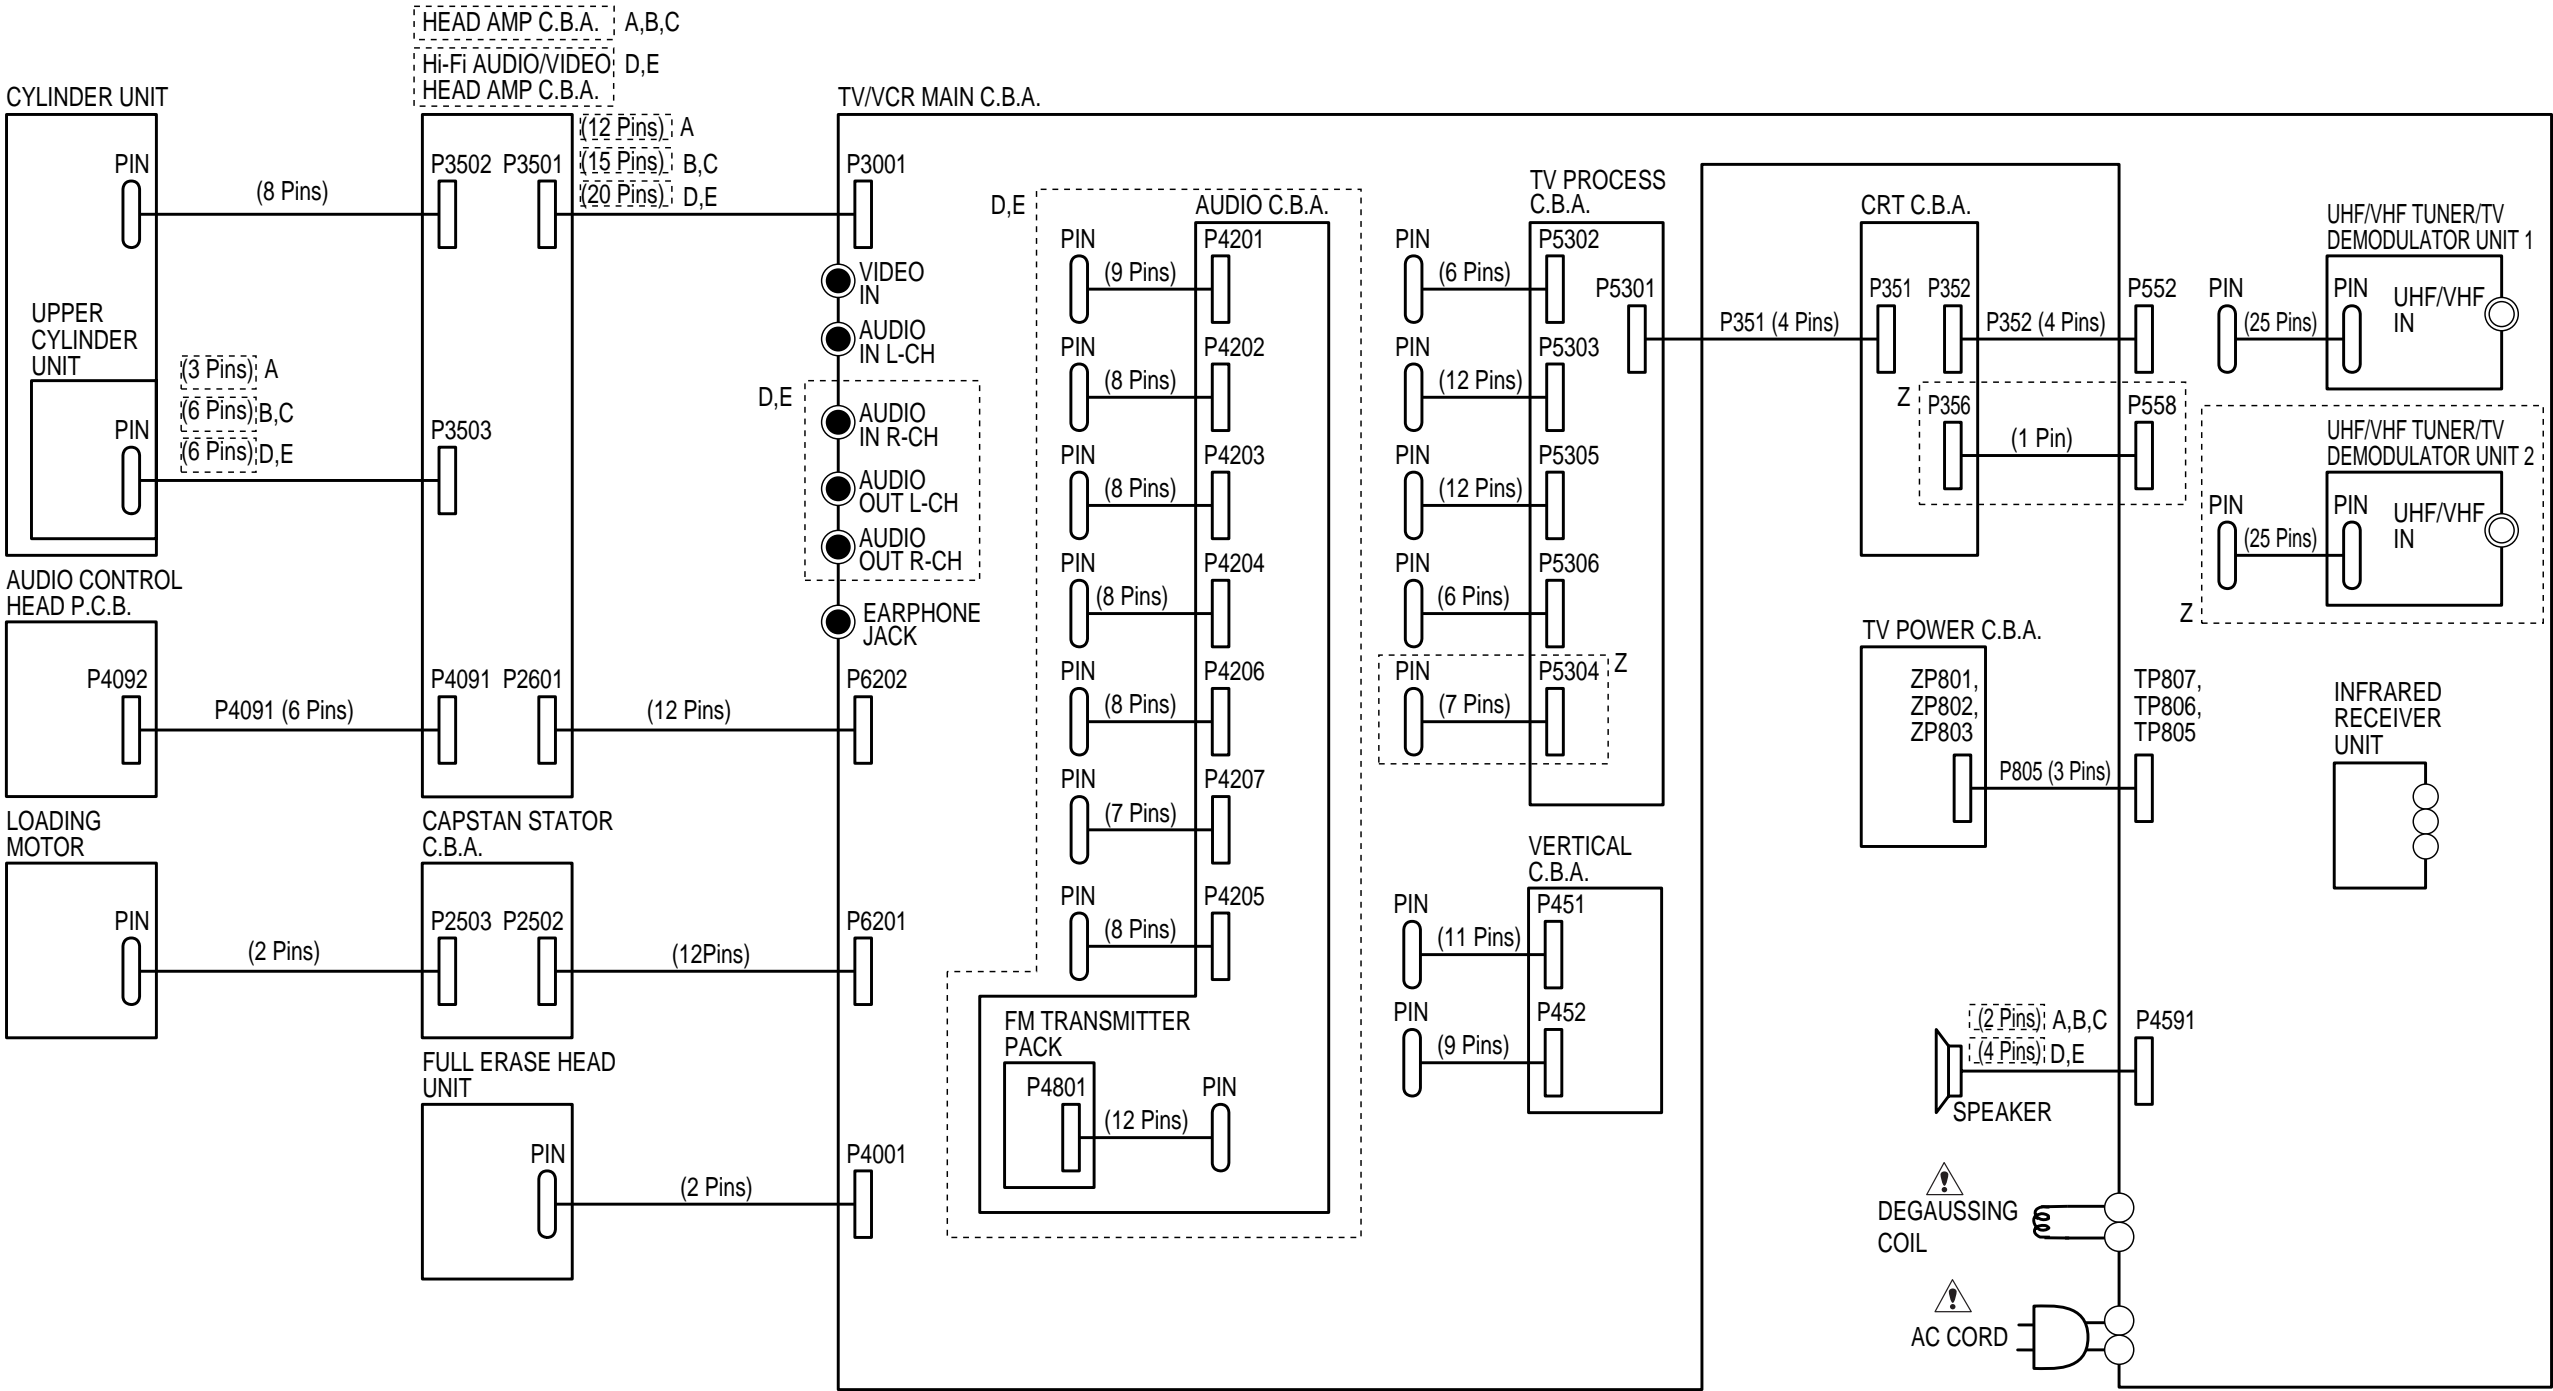 HEAD AMP C.B.A. A,B,C
Hi-Fi AUDIO/VIDEO D,E
HEAD AMP C.B.A.
CYLINDER UNIT
PIN
(8 Pins)
UPPER
CYLINDER
UNIT
(3 Pins) A
(6 Pins) B,C
(6 Pins) D,E
PIN
P3502 P3501
(12 Pins) A
(15 Pins) B,C
(20 Pins) D,E
P3503
AUDIO CONTROL
HEAD P.C.B.
P4092
P4091 (6 Pins)
P4091 P2601
(12 Pins)
LOADING
MOTOR
PIN
(2 Pins)
CAPSTAN STATOR
C.B.A.
P2503 P2502
(12Pins)
FULL ERASE HEAD
UNIT
PIN
(2 Pins)
TV/VCR MAIN C.B.A.
P3001
VIDEO
IN
AUDIO
IN L-CH
D,E
AUDIO
IN R-CH
AUDIO
OUT L-CH
AUDIO
OUT R-CH
EARPHONE
JACK
P6202
P6201
P4001
D,E
AUDIO C.B.A.
PIN
(9 Pins)
P4201
PIN
(8 Pins)
P4202
PIN
(8 Pins)
P4203
PIN
(8 Pins)
P4204
PIN
(8 Pins)
P4206
PIN
(7 Pins)
P4207
PIN
(8 Pins)
P4205
FM TRANSMITTER
PACK
P4801
(12 Pins)
PIN
TV PROCESS
C.B.A.
PIN
(6 Pins)
P5302
P5301
PIN
(12 Pins)
P5303
PIN
(12 Pins)
P5305
PIN
(6 Pins)
P5306
PIN
(7 Pins)
P5304
Z
VERTICAL
C.B.A.
PIN
(11 Pins)
P451
PIN
(9 Pins)
P452
P351 (4 Pins)
CRT C.B.A.
P351 P352
P352 (4 Pins)
P552
Z
P356
(1 Pin)
P558
TV POWER C.B.A.
ZP801,
ZP802,
ZP803
P805 (3 Pins)
TP807,
TP806,
TP805
(2 Pins) A,B,C
(4 Pins) D,E
P4591
SPEAKER
DEGAUSSING
COIL
AC CORD
UHF/VHF TUNER/TV
DEMODULATOR UNIT 1
PIN
(25 Pins)
PIN
UHF/VHF
IN
UHF/VHF TUNER/TV
DEMODULATOR UNIT 2
PIN
(25 Pins)
PIN
UHF/VHF
IN
Z
INFRARED
RECEIVER
UNIT